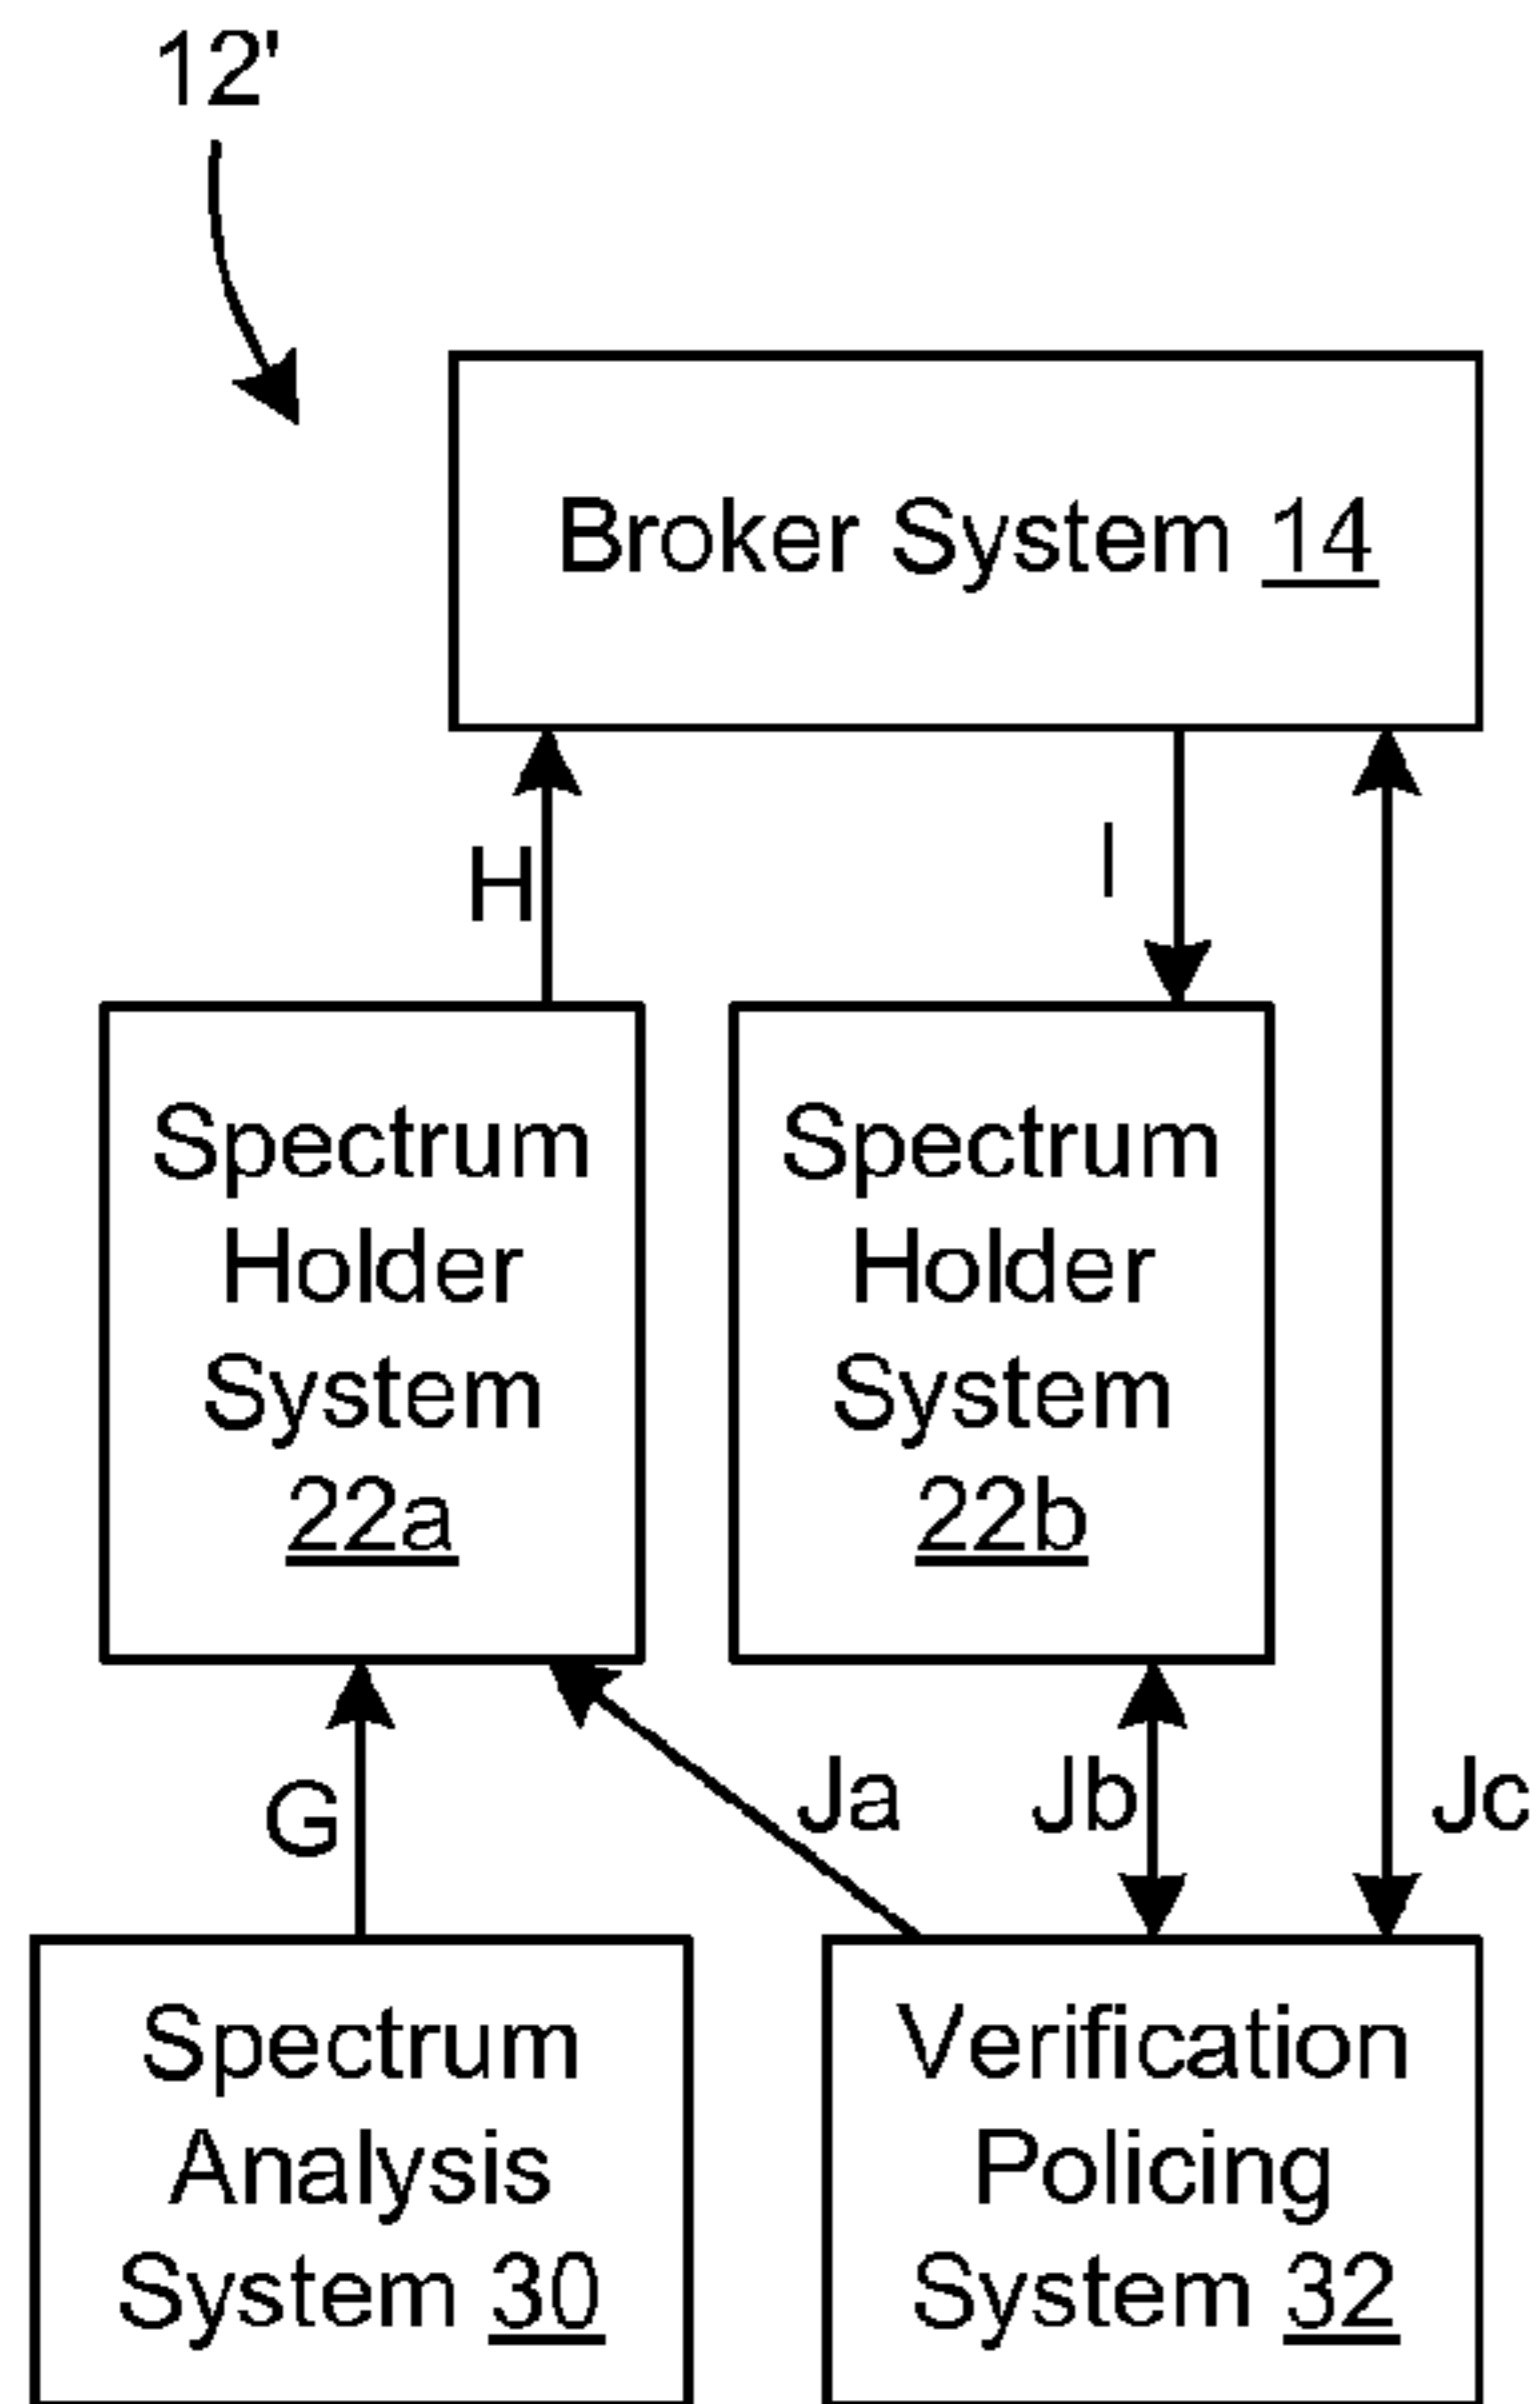 12'
Broker System 14
H
I
Spectrum
Holder
System
22a
Spectrum
Holder
System
22b
G
Ja
Jb
Jc
Spectrum
Analysis
System 30
Verification
Policing
System 32